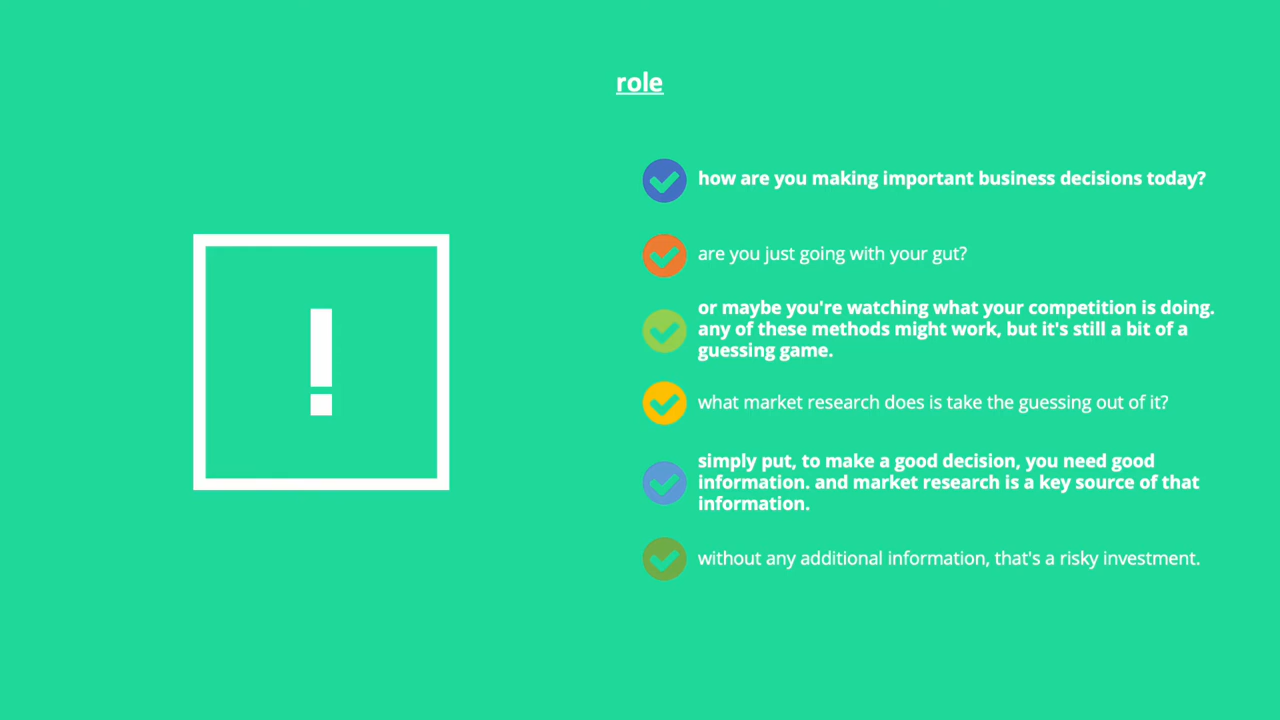 role
how are you making important business decisions today?
are you just going with your gut?
or maybe you're watching what your competition is doing.
any of these methods might work, but it's still a bit of a
guessing game.
what market research does is take the guessing out of it?
simply put, to make a good decision, you need good
information. and market research is a key source of that
information.
without any additional information, that's a risky investment.
!